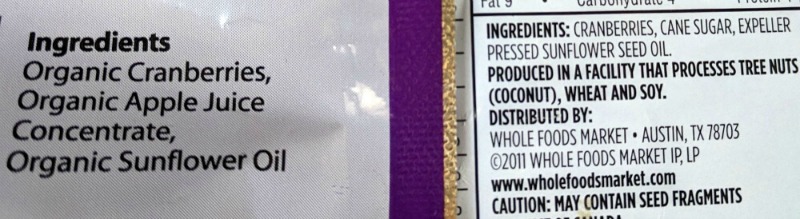 Ingredients
Organic Cranberries,
Organic Apple Juice
Concentrate,
Organic Sunflower Oil
INGREDIENTS: CRANBERRIES, CANE SUGAR, EXPELLER
PRESSED SUNFLOWER SEED OIL.
PRODUCED IN A FACILITY THAT PROCESSES TREE NUTS
(COCONUT), WHEAT AND SOY.
DISTRIBUTED BY:
WHOLE FOODS MARKET • AUSTIN, TX 78703
©2011 WHOLE FOODS MARKET IP, LP
www.wholefoodsmarket.com
CAUTION: MAY CONTAIN SEED FRAGMENTS